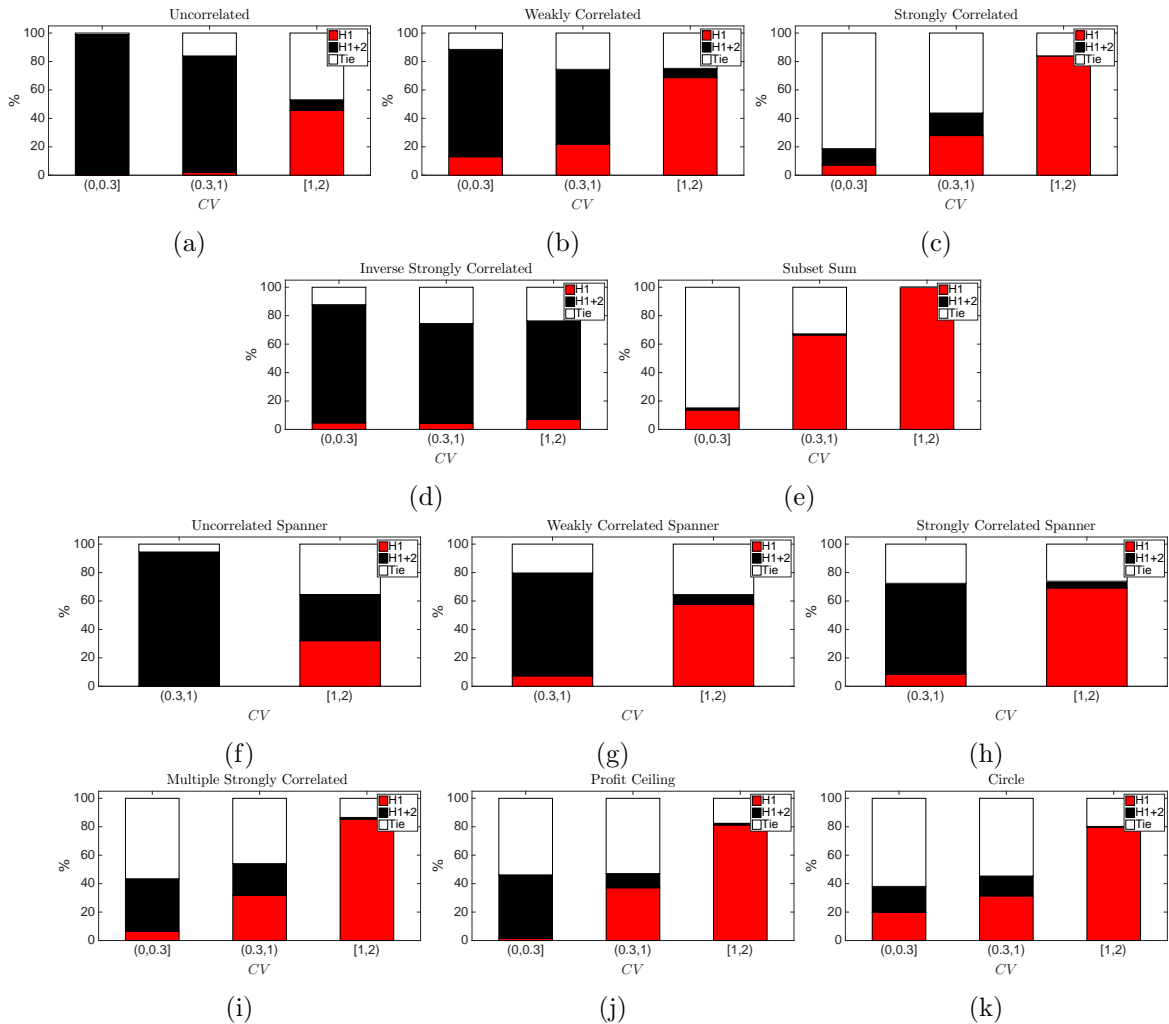 Uncorrelated
100
80
60
40
20
0
%
H1
H1+2
Tie
(0,0.3] (0.3,1) [1,2)
CV
(a)
Weakly Correlated
100
80
60
40
20
0
%
H1
H1+2
Tie
(0,0.3] (0.3,1) [1,2)
CV
(b)
Strongly Correlated
100
80
60
40
20
0
%
H1
H1+2
Tie
(0,0.3] (0.3,1) [1,2)
CV
(c)
Inverse Strongly Correlated
100
80
60
40
20
0
%
H1
H1+2
Tie
(0,0.3] (0.3,1) [1,2)
CV
(d)
Subset Sum
100
80
60
40
20
0
%
H1
H1+2
Tie
(0,0.3] (0.3,1) [1,2)
CV
(e)
Uncorrelated Spanner
100
80
60
40
20
0
%
H1
H1+2
Tie
(0.3,1) [1,2)
CV
(f)
Weakly Correlated Spanner
100
80
60
40
20
0
%
H1
H1+2
Tie
(0.3,1) [1,2)
CV
(g)
Strongly Correlated Spanner
100
80
60
40
20
0
%
H1
H1+2
Tie
(0.3,1) [1,2)
CV
(h)
Multiple Strongly Correlated
100
80
60
40
20
0
%
H1
H1+2
Tie
(0,0.3] (0.3,1) [1,2)
CV
(i)
Profit Ceiling
100
80
60
40
20
0
%
H1
H1+2
Tie
(0,0.3] (0.3,1) [1,2)
CV
(j)
Circle
100
80
60
40
20
0
%
H1
H1+2
Tie
(0,0.3] (0.3,1) [1,2)
CV
(k)